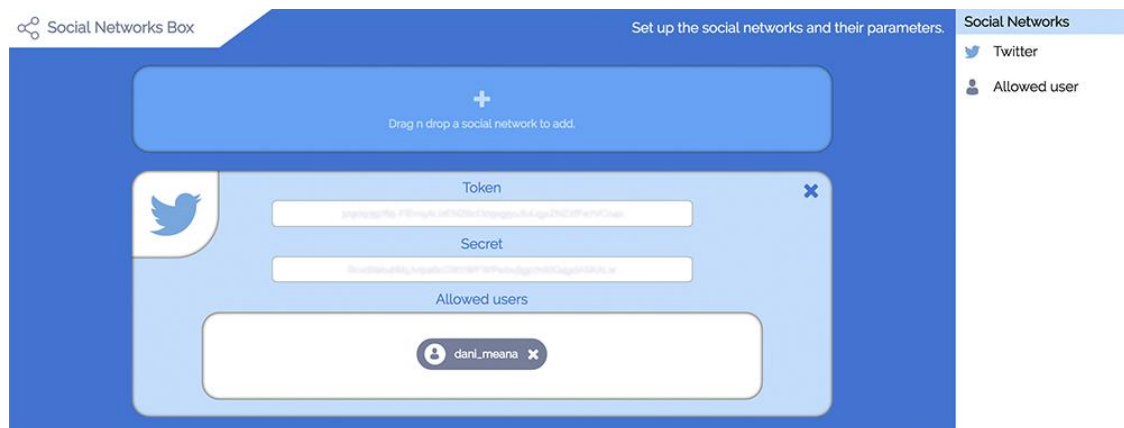 Social Networks Box
Set up the social networks and their parameters.
Social Networks
Twitter
Allowed user
Drag n drop a social network to add.
Token
Secret
Allowed users
dani_meana